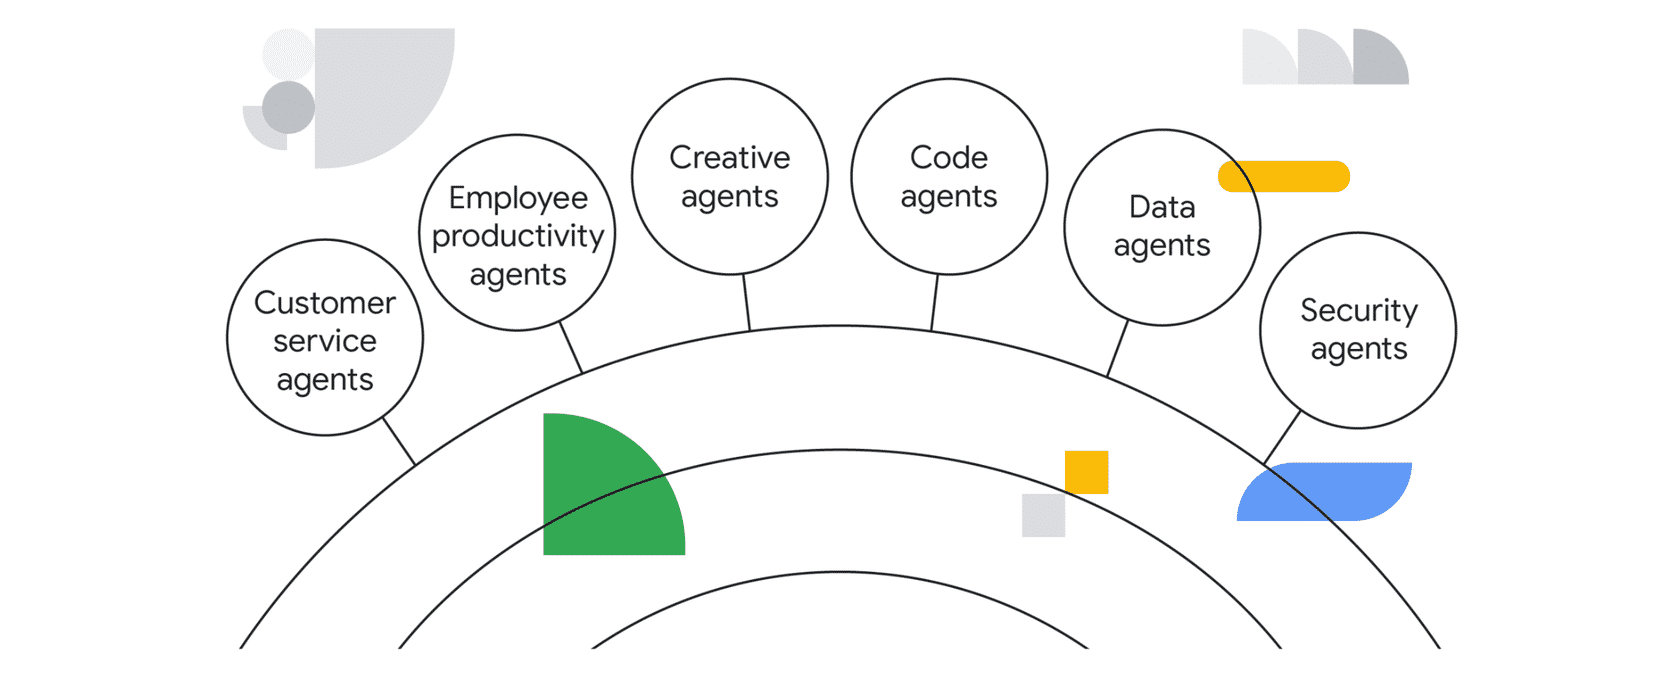 Customer
service
agents
Employee
productivity
agents
Creative
agents
Code
agents
Data
agents
Security
agents